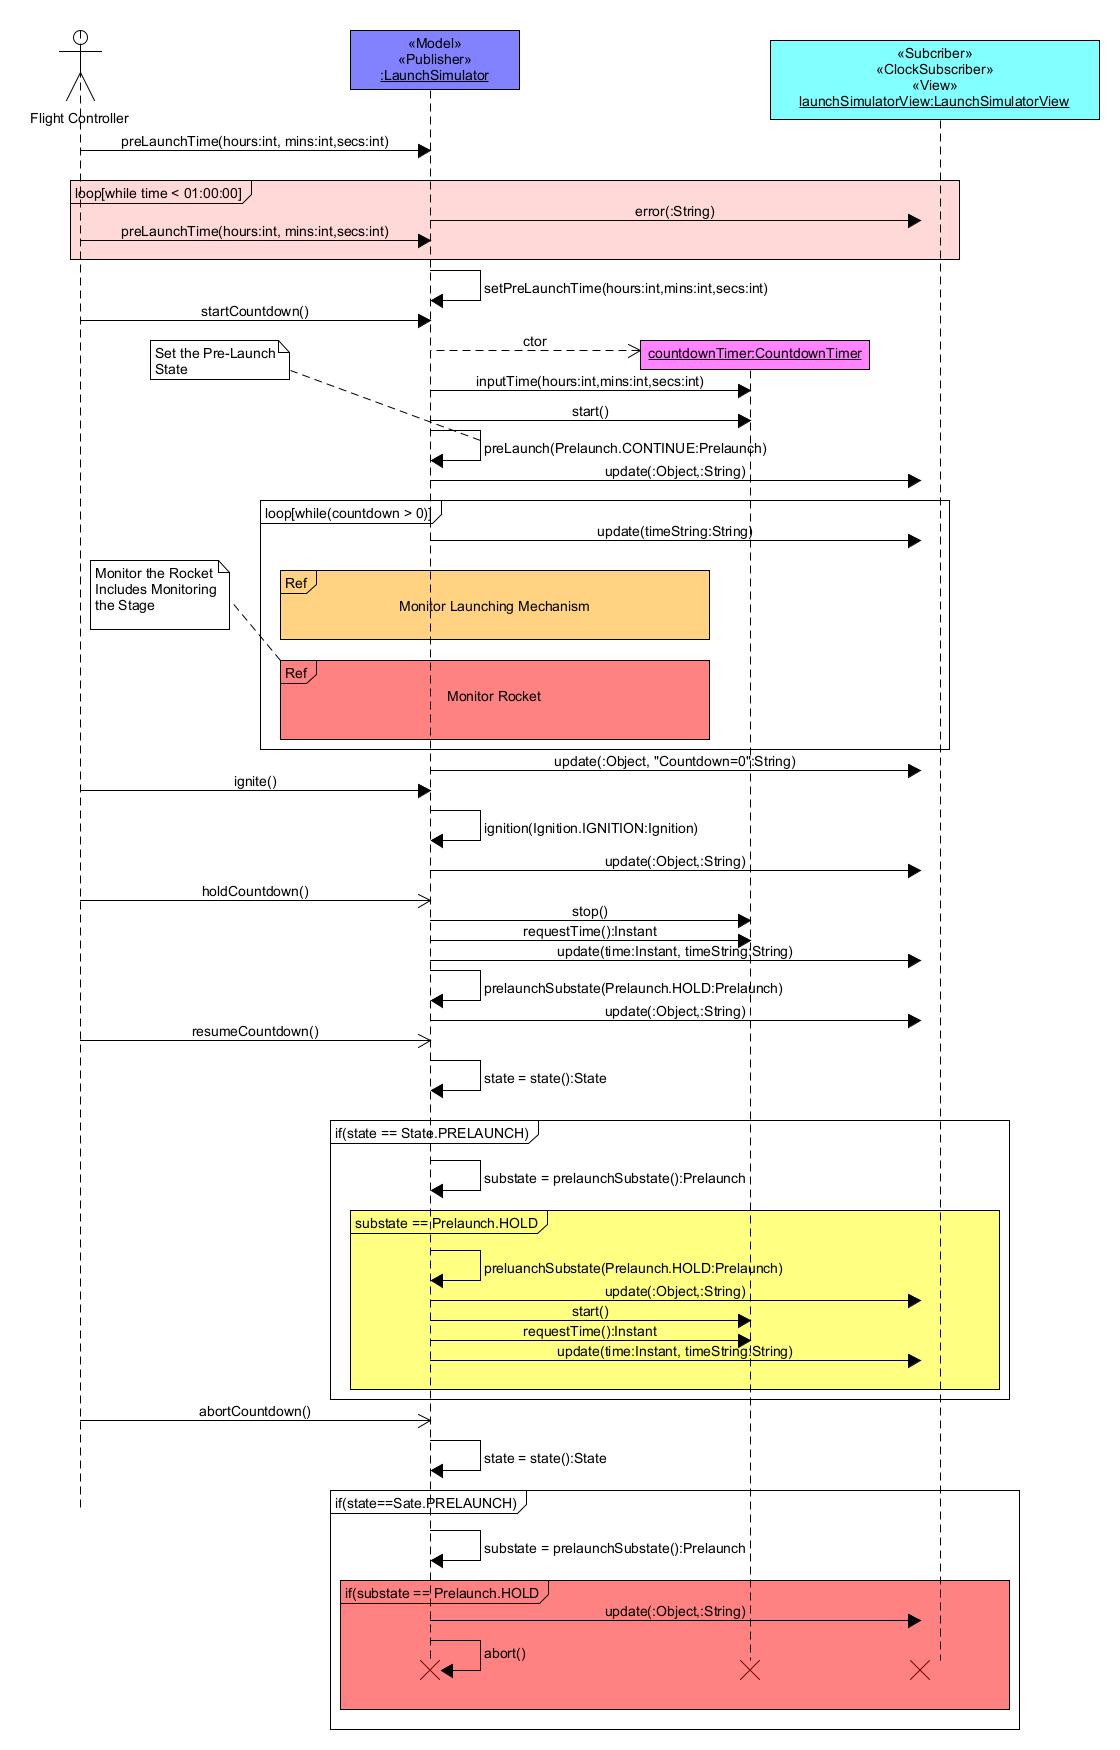 «Model»
«Publisher»
:LaunchSimulator
«Subcriber»
«ClockSubscriber»
«View»
launchSimulatorView:LaunchSimulatorView
Flight Controller
preLaunchTime(hours:int, mins:int,secs:int)
loop[while time < 01:00:00]
error(:String)
preLaunchTime(hours:int, mins:int,secs:int)
setPreLaunchTime(hours:int,mins:int,secs:int)
startCountdown()
ctor
countdownTimer:CountdownTimer
Set the Pre-Launch
State
inputTime(hours:int,mins:int,secs:int)
start()
preLaunch(Prelaunch.CONTINUE:Prelaunch)
update(:Object,:String)
loop[while(countdown > 0)]
update(timeString:String)
Monitor the Rocket
Includes Monitoring
the Stage
Ref
Monitor Launching Mechanism
Ref
Monitor Rocket
update(:Object, "Countdown=0":String)
ignite()
ignition(Ignition.IGNITION:Ignition)
update(:Object,:String)
holdCountdown()
stop()
requestTime():Instant
update(time:Instant, timeString:String)
prelaunchSubstate(Prelaunch.HOLD:Prelaunch)
update(:Object,:String)
resumeCountdown()
state = state():State
if(state == State.PRELAUNCH)
substate = prelaunchSubstate():Prelaunch
substate == Prelaunch.HOLD
preluanchSubstate(Prelaunch.HOLD:Prelaunch)
update(:Object,:String)
start()
requestTime():Instant
update(time:Instant, timeString:String)
abortCountdown()
state = state():State
if(state==Sate.PRELAUNCH)
substate = prelaunchSubstate():Prelaunch
if(substate == Prelaunch.HOLD
update(:Object,:String)
abort()